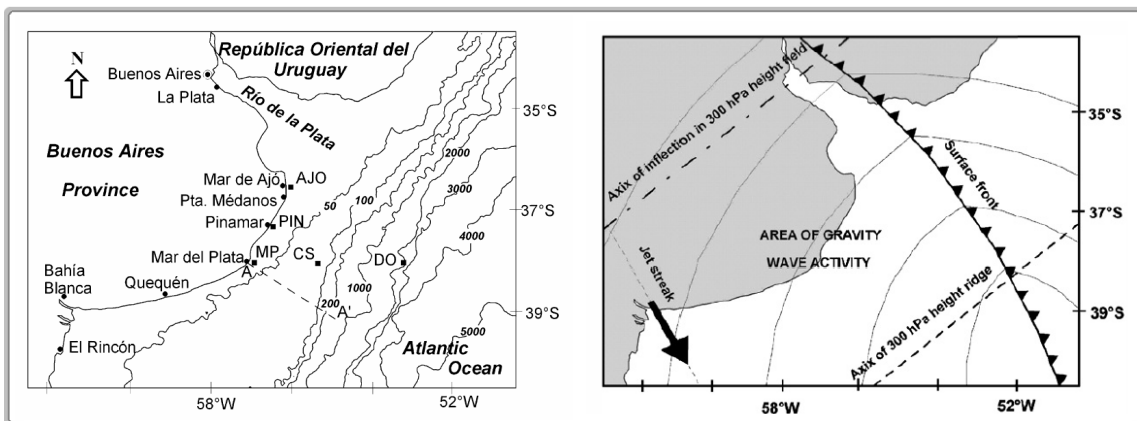 República Oriental del
Uruguay
N
Buenos Aires
La Plata
Río de la Plata
35°S
Buenos Aires
Province
2000
3000
Mar de Ajó
AJO
Pta. Médanos
50
100
Pinamar
PIN
37°S
4000
Mar del Plata
MP
CS
DO
A
Bahía
Blanca
Quequén
200
1000
A'
39°S
5000
El Rincón
Atlantic
Ocean
58°W
52°W
Axix of inflection in 300 hPa height field
35°S
Surface front
37°S
AREA OF GRAVITY
WAVE ACTIVITY
Jet streak
Axix of 300 hPa height ridge
39°S
58°W
52°W